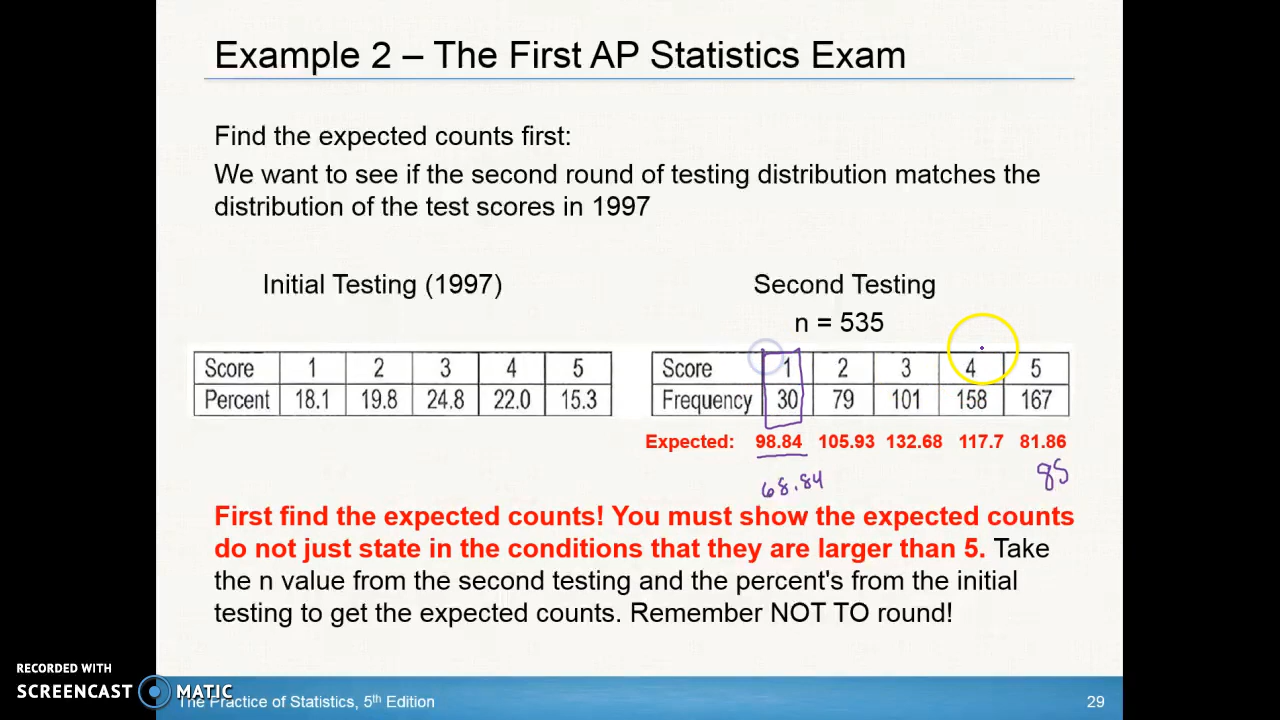 Example 2 – The First AP Statistics Exam
Find the expected counts first:
We want to see if the second round of testing distribution matches the
distribution of the test scores in 1997
Initial Testing (1997)
Second Testing
n = 535
Score 1 2 3 4 5
Percent 18.1 19.8 24.8 22.0 15.3
Score 1 2 3 4 5
Frequency 30 79 101 158 167
Expected: 98.84 105.93 132.68 117.7 81.86
68.84
85
First find the expected counts! You must show the expected counts
do not just state in the conditions that they are larger than 5. Take
the n value from the second testing and the percent's from the initial
testing to get the expected counts. Remember NOT TO round!
RECORDED WITH
SCREENCAST MATIC
The Practice of Statistics, 5th Edition
29